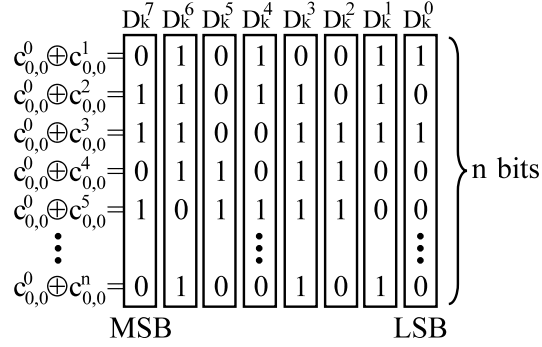 D_k^7 D_k^6 D_k^5 D_k^4 D_k^3 D_k^2 D_k^1 D_k^0
c_{0,0}^0⊕c_{0,0}^1= 0 1 0 1 0 0 1 1
c_{0,0}^0⊕c_{0,0}^2= 1 1 0 1 1 0 1 0
c_{0,0}^0⊕c_{0,0}^3= 1 1 0 0 1 1 1 1
c_{0,0}^0⊕c_{0,0}^4= 0 1 1 0 1 1 0 0
c_{0,0}^0⊕c_{0,0}^5= 1 0 1 1 1 1 0 0
⋮ ⋮ ⋮
c_{0,0}^0⊕c_{0,0}^n= 0 1 0 0 1 0 1 0
n bits
MSB LSB